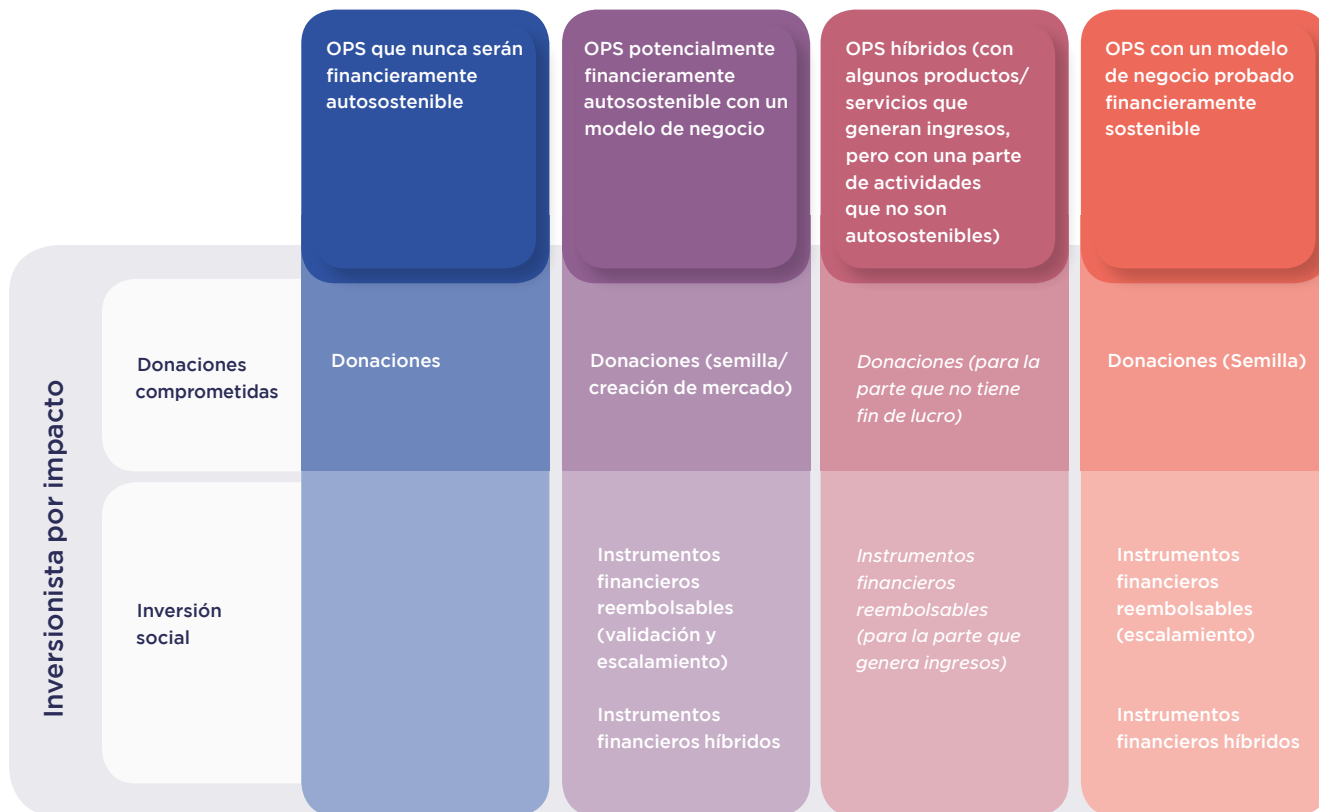 OPS que nunca serán
financieramente
autosostenible
OPS potencialmente
financieramente
autosostenible con un
modelo de negocio
OPS híbridos (con
algunos productos/
servicios que
generan ingresos,
pero con una parte
de actividades
que no son
autosostenibles)
OPS con un modelo
de negocio probado
financieramente
sostenible
Inversionista por impacto
Donaciones
comprometidas
Donaciones
Donaciones (semilla/
creación de mercado)
Donaciones (para la
parte que no tiene
fin de lucro)
Donaciones (Semilla)
Inversión
social
Instrumentos
financieros
reembolsables
(validación y
escalamiento)
Instrumentos
financieros híbridos
Instrumentos
financieros
reembolsables
(para la parte que
genera ingresos)
Instrumentos
financieros
reembolsables
(escalamiento)
Instrumentos
financieros híbridos